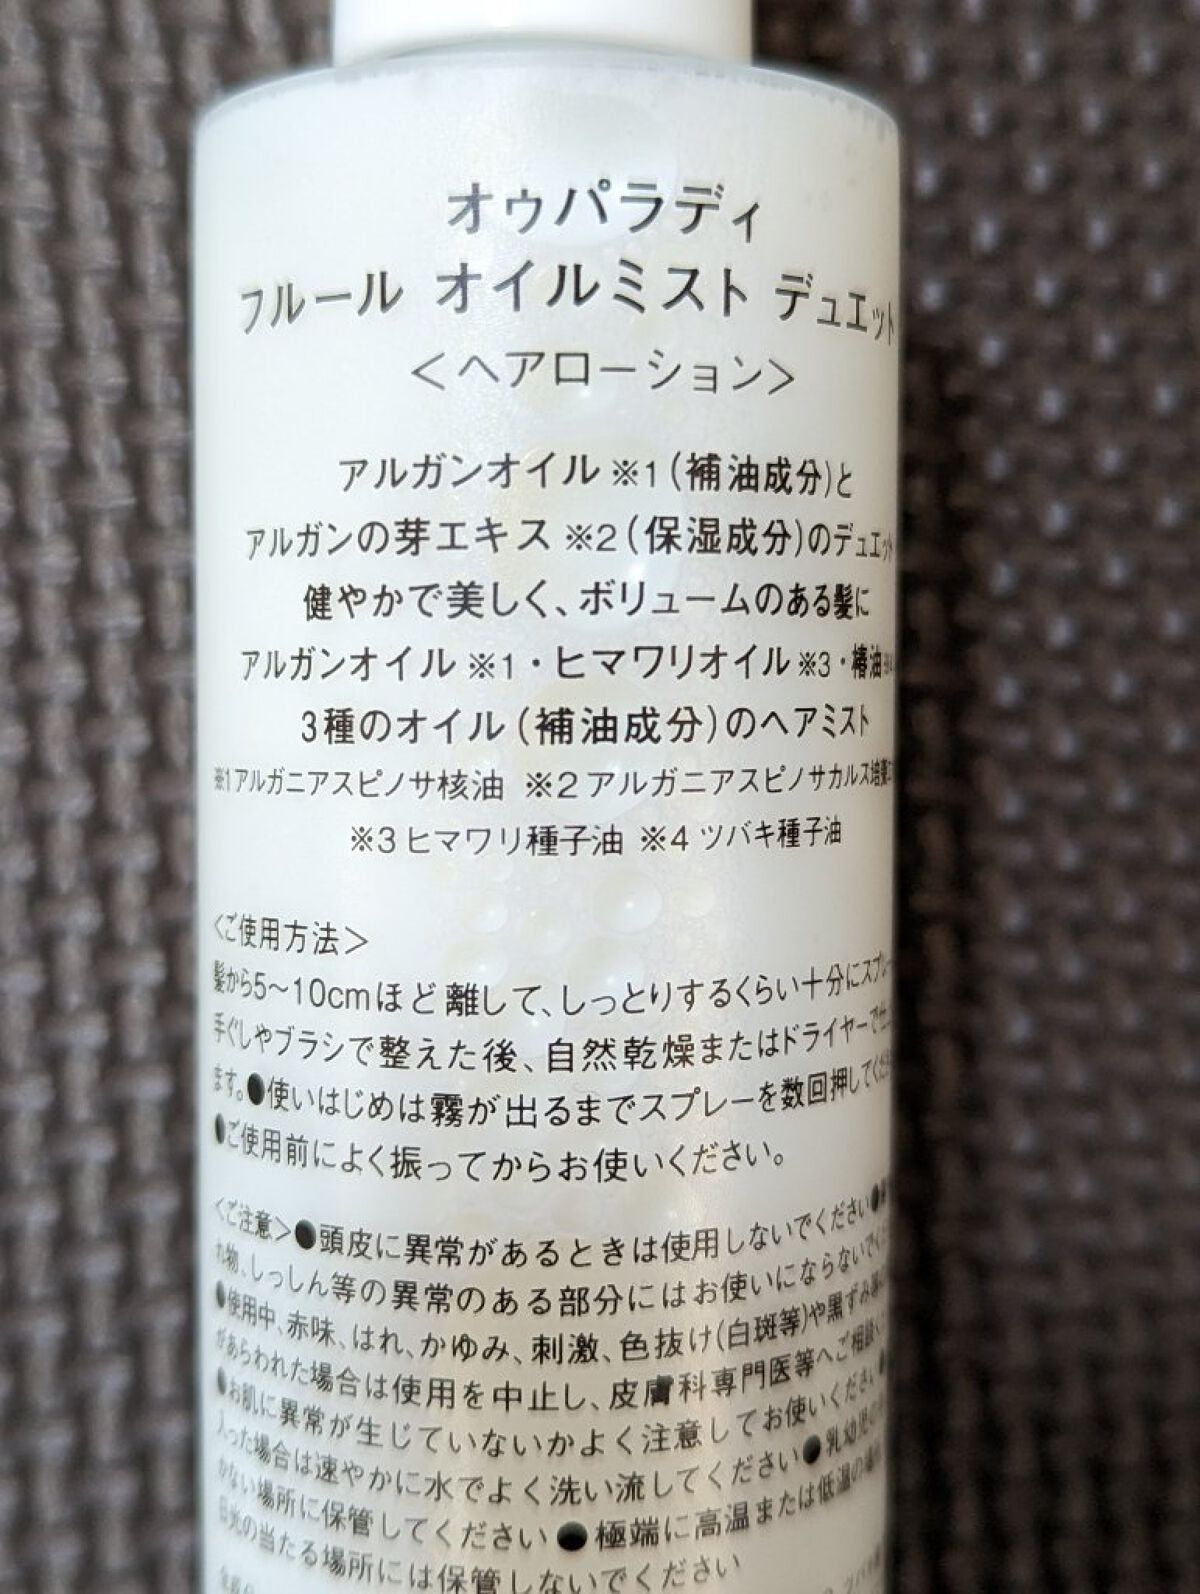 オゥパラディ
フルール オイルミスト デュエット
＜ヘアローション＞
アルガンオイル ※1（補油成分）と
アルガンの芽エキス ※2（保湿成分）のデュエット
健やかで美しく、ボリュームのある髪に
アルガンオイル ※1・ヒマワリオイル ※3・椿油
3種のオイル（補油成分）のヘアミスト
※1アルガニアスピノサ核油 ※2アルガニアスピノサカルス培養
※3ヒマワリ種子油 ※4ツバキ種子油
＜ご使用方法＞
髪から5～10cmほど離して、しっとりするくらい十分にスプレー
手ぐしやブラシで整えた後、自然乾燥またはドライヤーで
ます。●使いはじめは霧が出るまでスプレーを数回押してくだ
●ご使用前によく振ってからお使いください。
＜ご注意＞●頭皮に異常があるときは使用しないでください●
れ物、しっしん等の異常のある部分にはお使いにならないでく
●使用中、赤味、はれ、かゆみ、刺激、色抜け（白斑等）や黒ずみ等
があらわれた場合は使用を中止し、皮膚科専門医等へご相談
●お肌に異常が生じていないかよく注意してお使いください
入った場合は速やかに水でよく洗い流してください●乳幼児の
かない場所に保管してください●極端に高温または低温の場
日光の当たる場所には保管しないでください